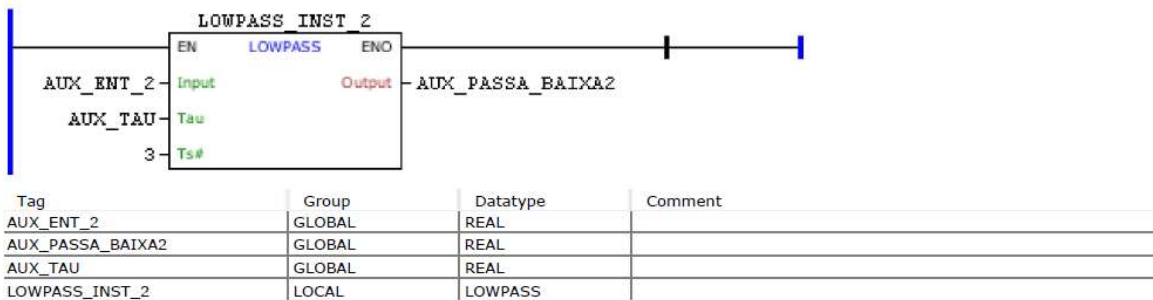 LOWPASS_INST_2
EN LOWPASS ENO
AUX_ENT_2 Input Output AUX_PASSA_BAIXA2
AUX_TAU Tau
3 Ts#
Tag Group Datatype Comment
AUX_ENT_2 GLOBAL REAL
AUX_PASSA_BAIXA2 GLOBAL REAL
AUX_TAU GLOBAL REAL
LOWPASS_INST_2 LOCAL LOWPASS